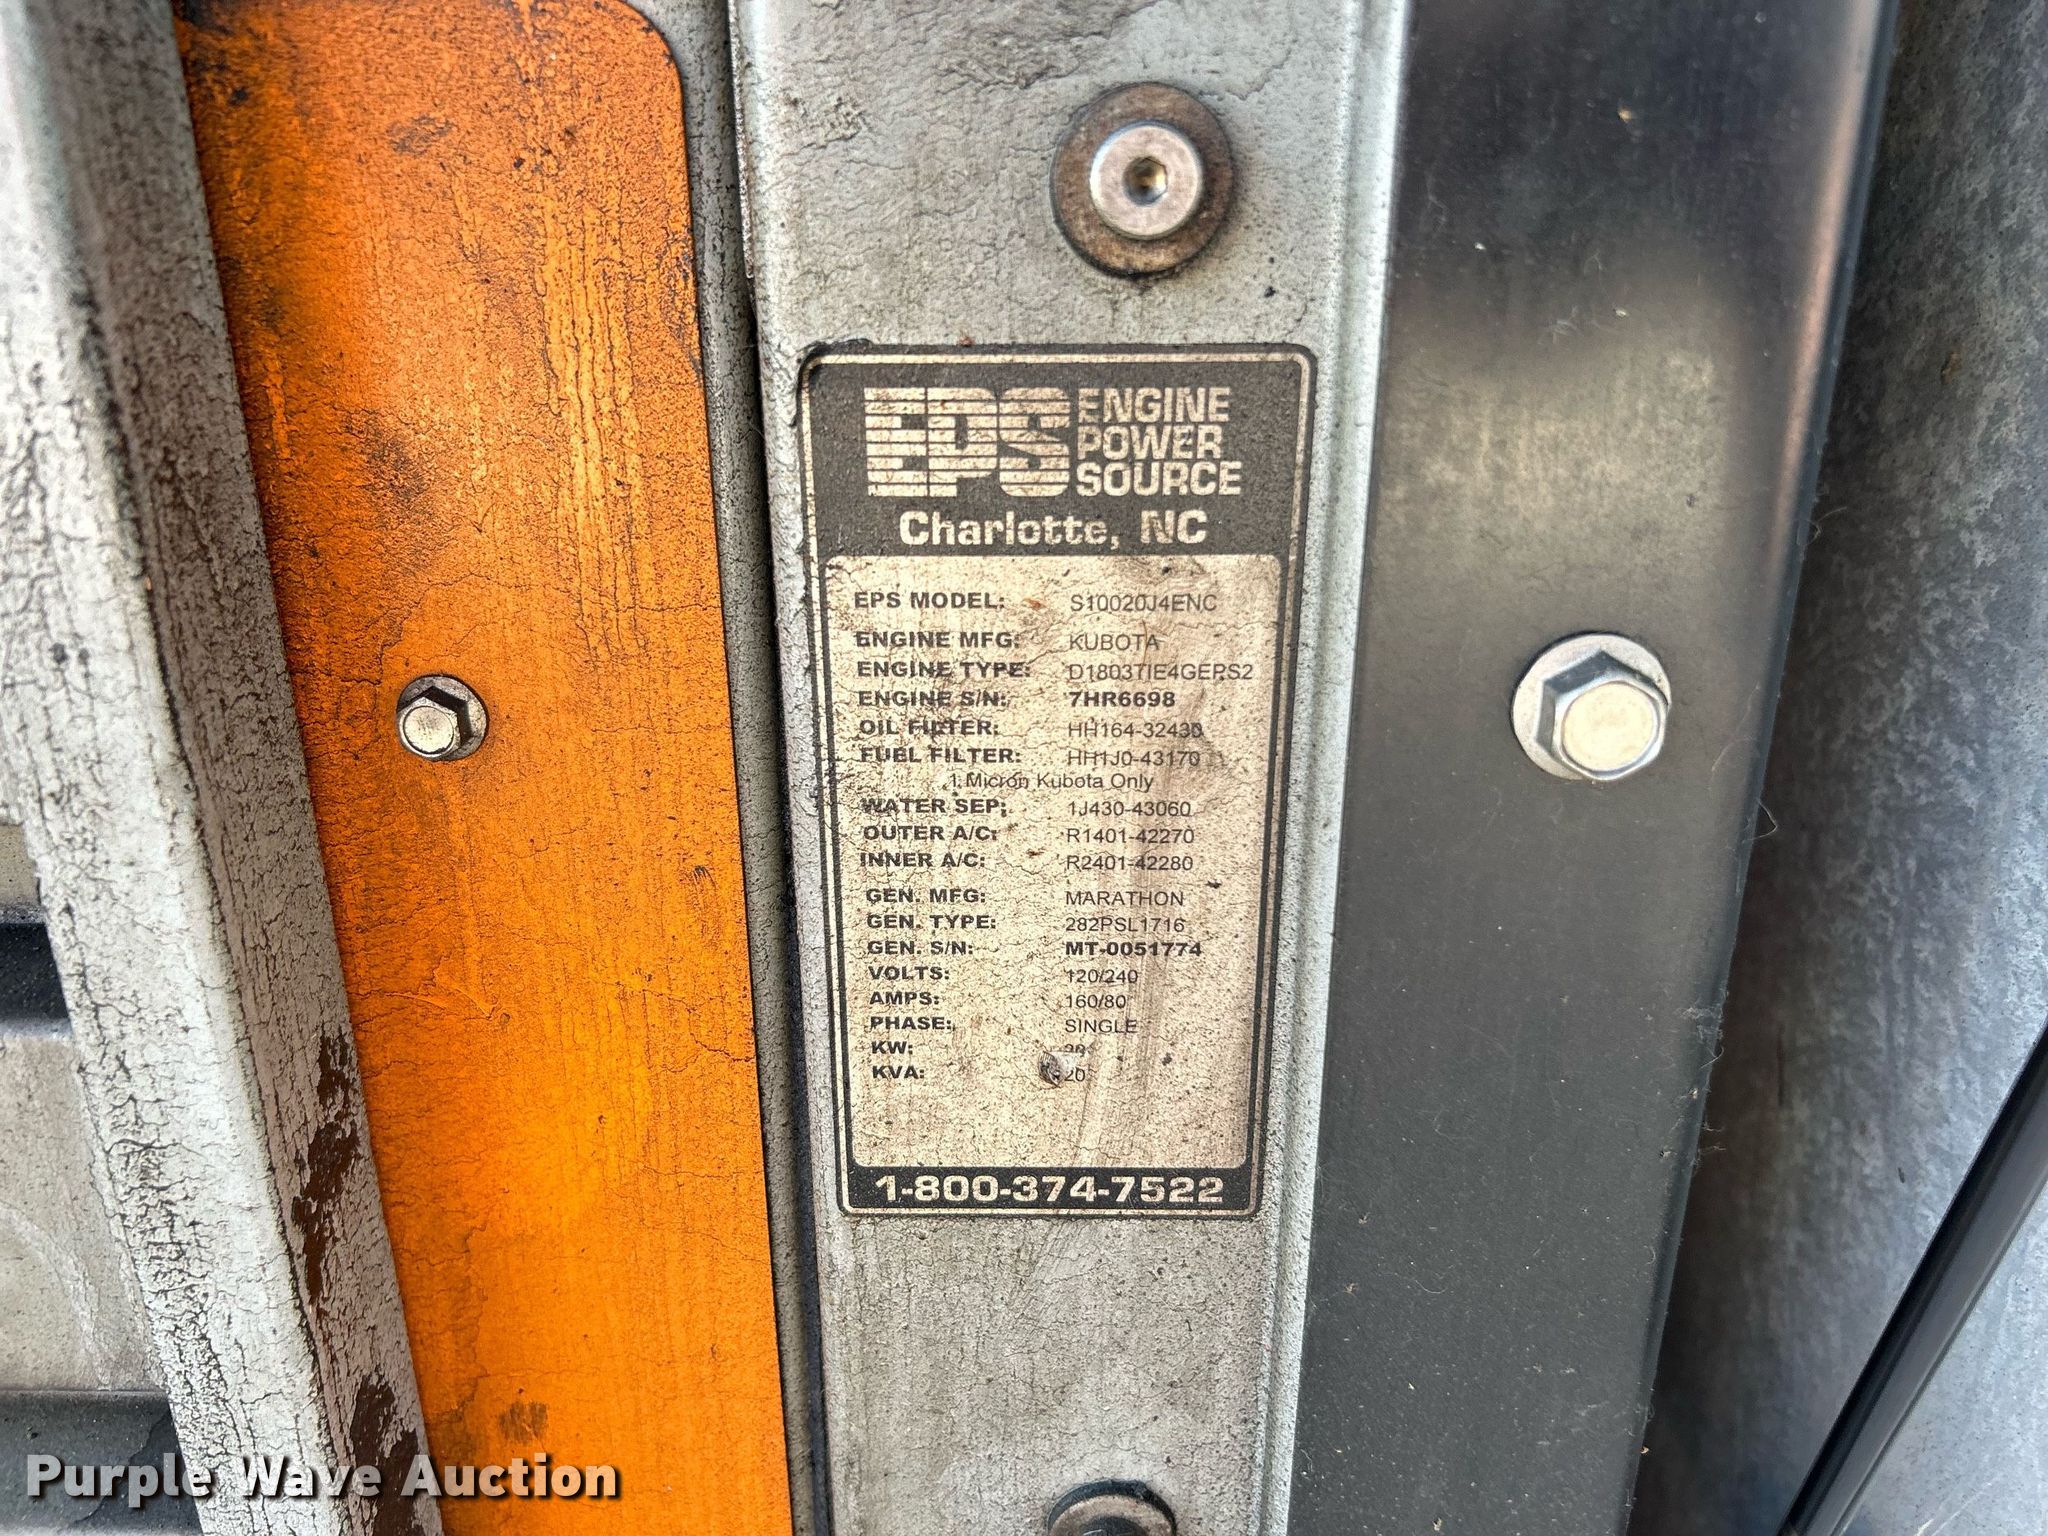 EPS ENGINE
POWER
SOURCE
Charlotte, NC
EPS MODEL: S10020J4ENC
ENGINE MFG: KUBOTA
ENGINE TYPE: D1803TIE4GEPS2
ENGINE S/N: 7HR6698
OIL FILTER: HH164-32430
FUEL FILTER: HH1J0-43170
1 Micron Kubota Only
WATER SEP: 1J430-43060
OUTER A/C: R1401-42270
INNER A/C: R2401-42280
GEN. MFG: MARATHON
GEN. TYPE: 282PSL1716
GEN. S/N: MT-0051774
VOLTS: 120/240
AMPS: 160/80
PHASE: SINGLE
KW:
KVA: 20
1-800-374-7522
Purple Wave Auction